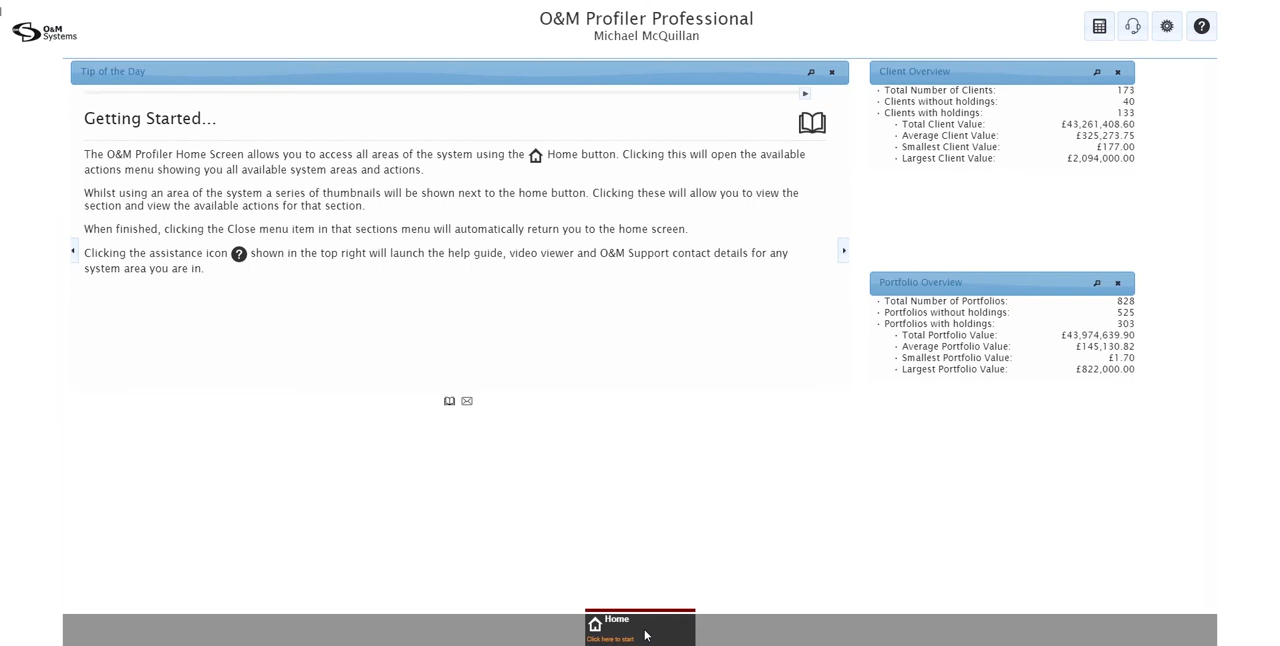 O&M
Systems
O&M Profiler Professional
Michael McQuillan
Tip of the Day
Getting Started...
The O&M Profiler Home Screen allows you to access all areas of the system using the Home button. Clicking this will open the available
actions menu showing you all available system areas and actions.
Whilst using an area of the system a series of thumbnails will be shown next to the home button. Clicking these will allow you to view the
section and view the available actions for that section.
When finished, clicking the Close menu item in that sections menu will automatically return you to the home screen.
Clicking the assistance icon ? shown in the top right will launch the help guide, video viewer and O&M Support contact details for any
system area you are in.
Client Overview
· Total Number of Clients: 173
· Clients without holdings: 40
· Clients with holdings: 133
· Total Client Value: £43,261,408.60
· Average Client Value: £325,273.75
· Smallest Client Value: £177.00
· Largest Client Value: £2,094,000.00
Portfolio Overview
· Total Number of Portfolios: 828
· Portfolios without holdings: 525
· Portfolios with holdings: 303
· Total Portfolio Value: £43,974,639.90
· Average Portfolio Value: £145,130.82
· Smallest Portfolio Value: £1.70
· Largest Portfolio Value: £822,000.00
Home
Click here to start